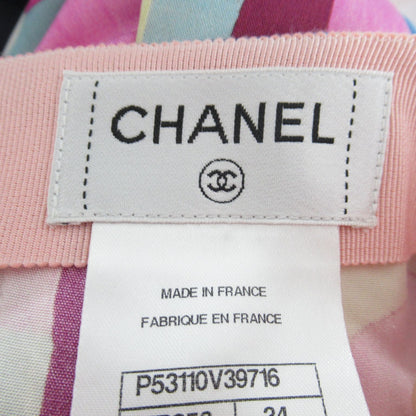 CHANEL
MADE IN FRANCE
FABRIQUE EN FRANCE
P53110V39716
34